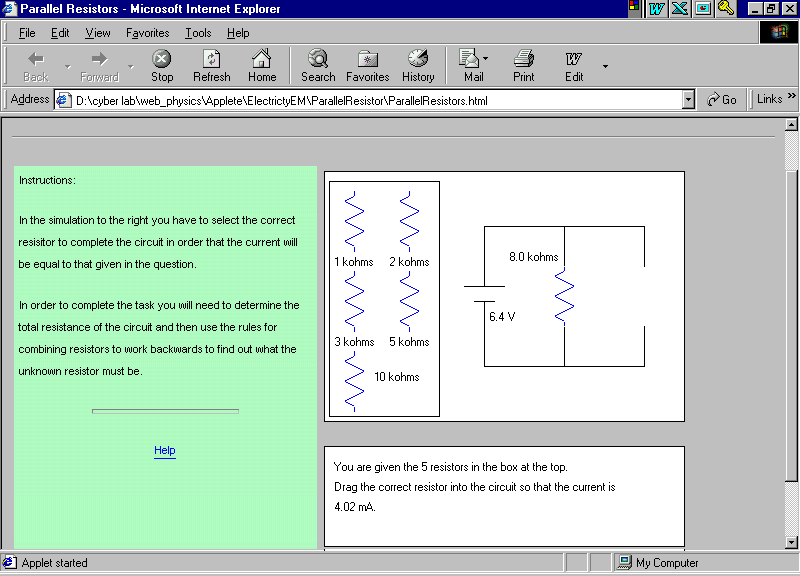 Parallel Resistors - Microsoft Internet Explorer
File Edit View Favorites Tools Help
Back Forward Stop Refresh Home Search Favorites History Mail Print Edit
Address D:\cyber lab\web_physics\Applete\ElectrictyEM\ParallelResistor\ParallelResistors.html Go Links »
Instructions:
In the simulation to the right you have to select the correct
resisitor to complete the circuit in order that the current will
be equal to that given in the question.
In order to complete the task you will need to determine the
total resistance of the circuit and then use the rules for
combining resistors to work backwards to find out what the
unknown resistor must be.
Help
1 kohms 2 kohms
3 kohms 5 kohms
10 kohms
8.0 kohms
6.4 V
You are given the 5 resistors in the box at the top.
Drag the correct resistor into the circuit so that the current is
4.02 mA.
Applet started My Computer